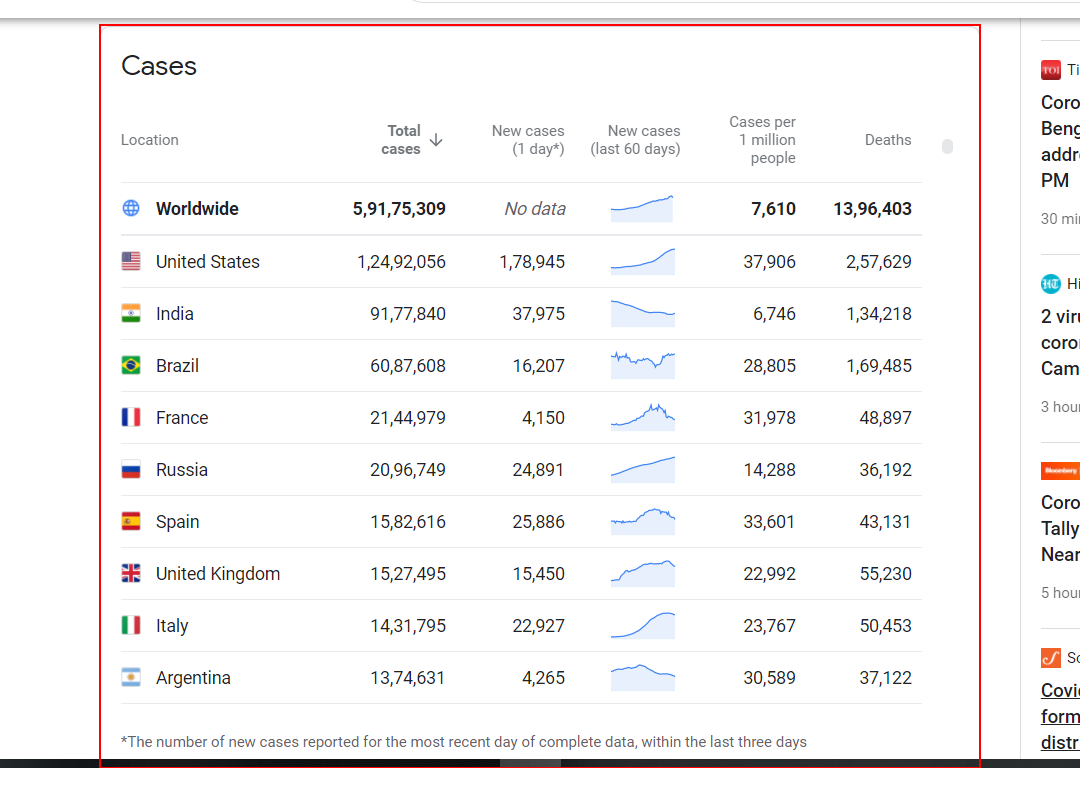 Cases
Location
Total cases
New cases (1 day*)
New cases (last 60 days)
Cases per 1 million people
Deaths
Worldwide 5,91,75,309 No data 7,610 13,96,403
United States 1,24,92,056 1,78,945 37,906 2,57,629
India 91,77,840 37,975 6,746 1,34,218
Brazil 60,87,608 16,207 28,805 1,69,485
France 21,44,979 4,150 31,978 48,897
Russia 20,96,749 24,891 14,288 36,192
Spain 15,82,616 25,886 33,601 43,131
United Kingdom 15,27,495 15,450 22,992 55,230
Italy 14,31,795 22,927 23,767 50,453
Argentina 13,74,631 4,265 30,589 37,122
*The number of new cases reported for the most recent day of complete data, within the last three days
TOI Ti
Coro
Beng
addr
PM
30 mi
HT Hi
2 viru
coro
Cam
3 hou
Bloomberg
Coro
Tally
Near
5 hou
Sc
Covi
form
distr